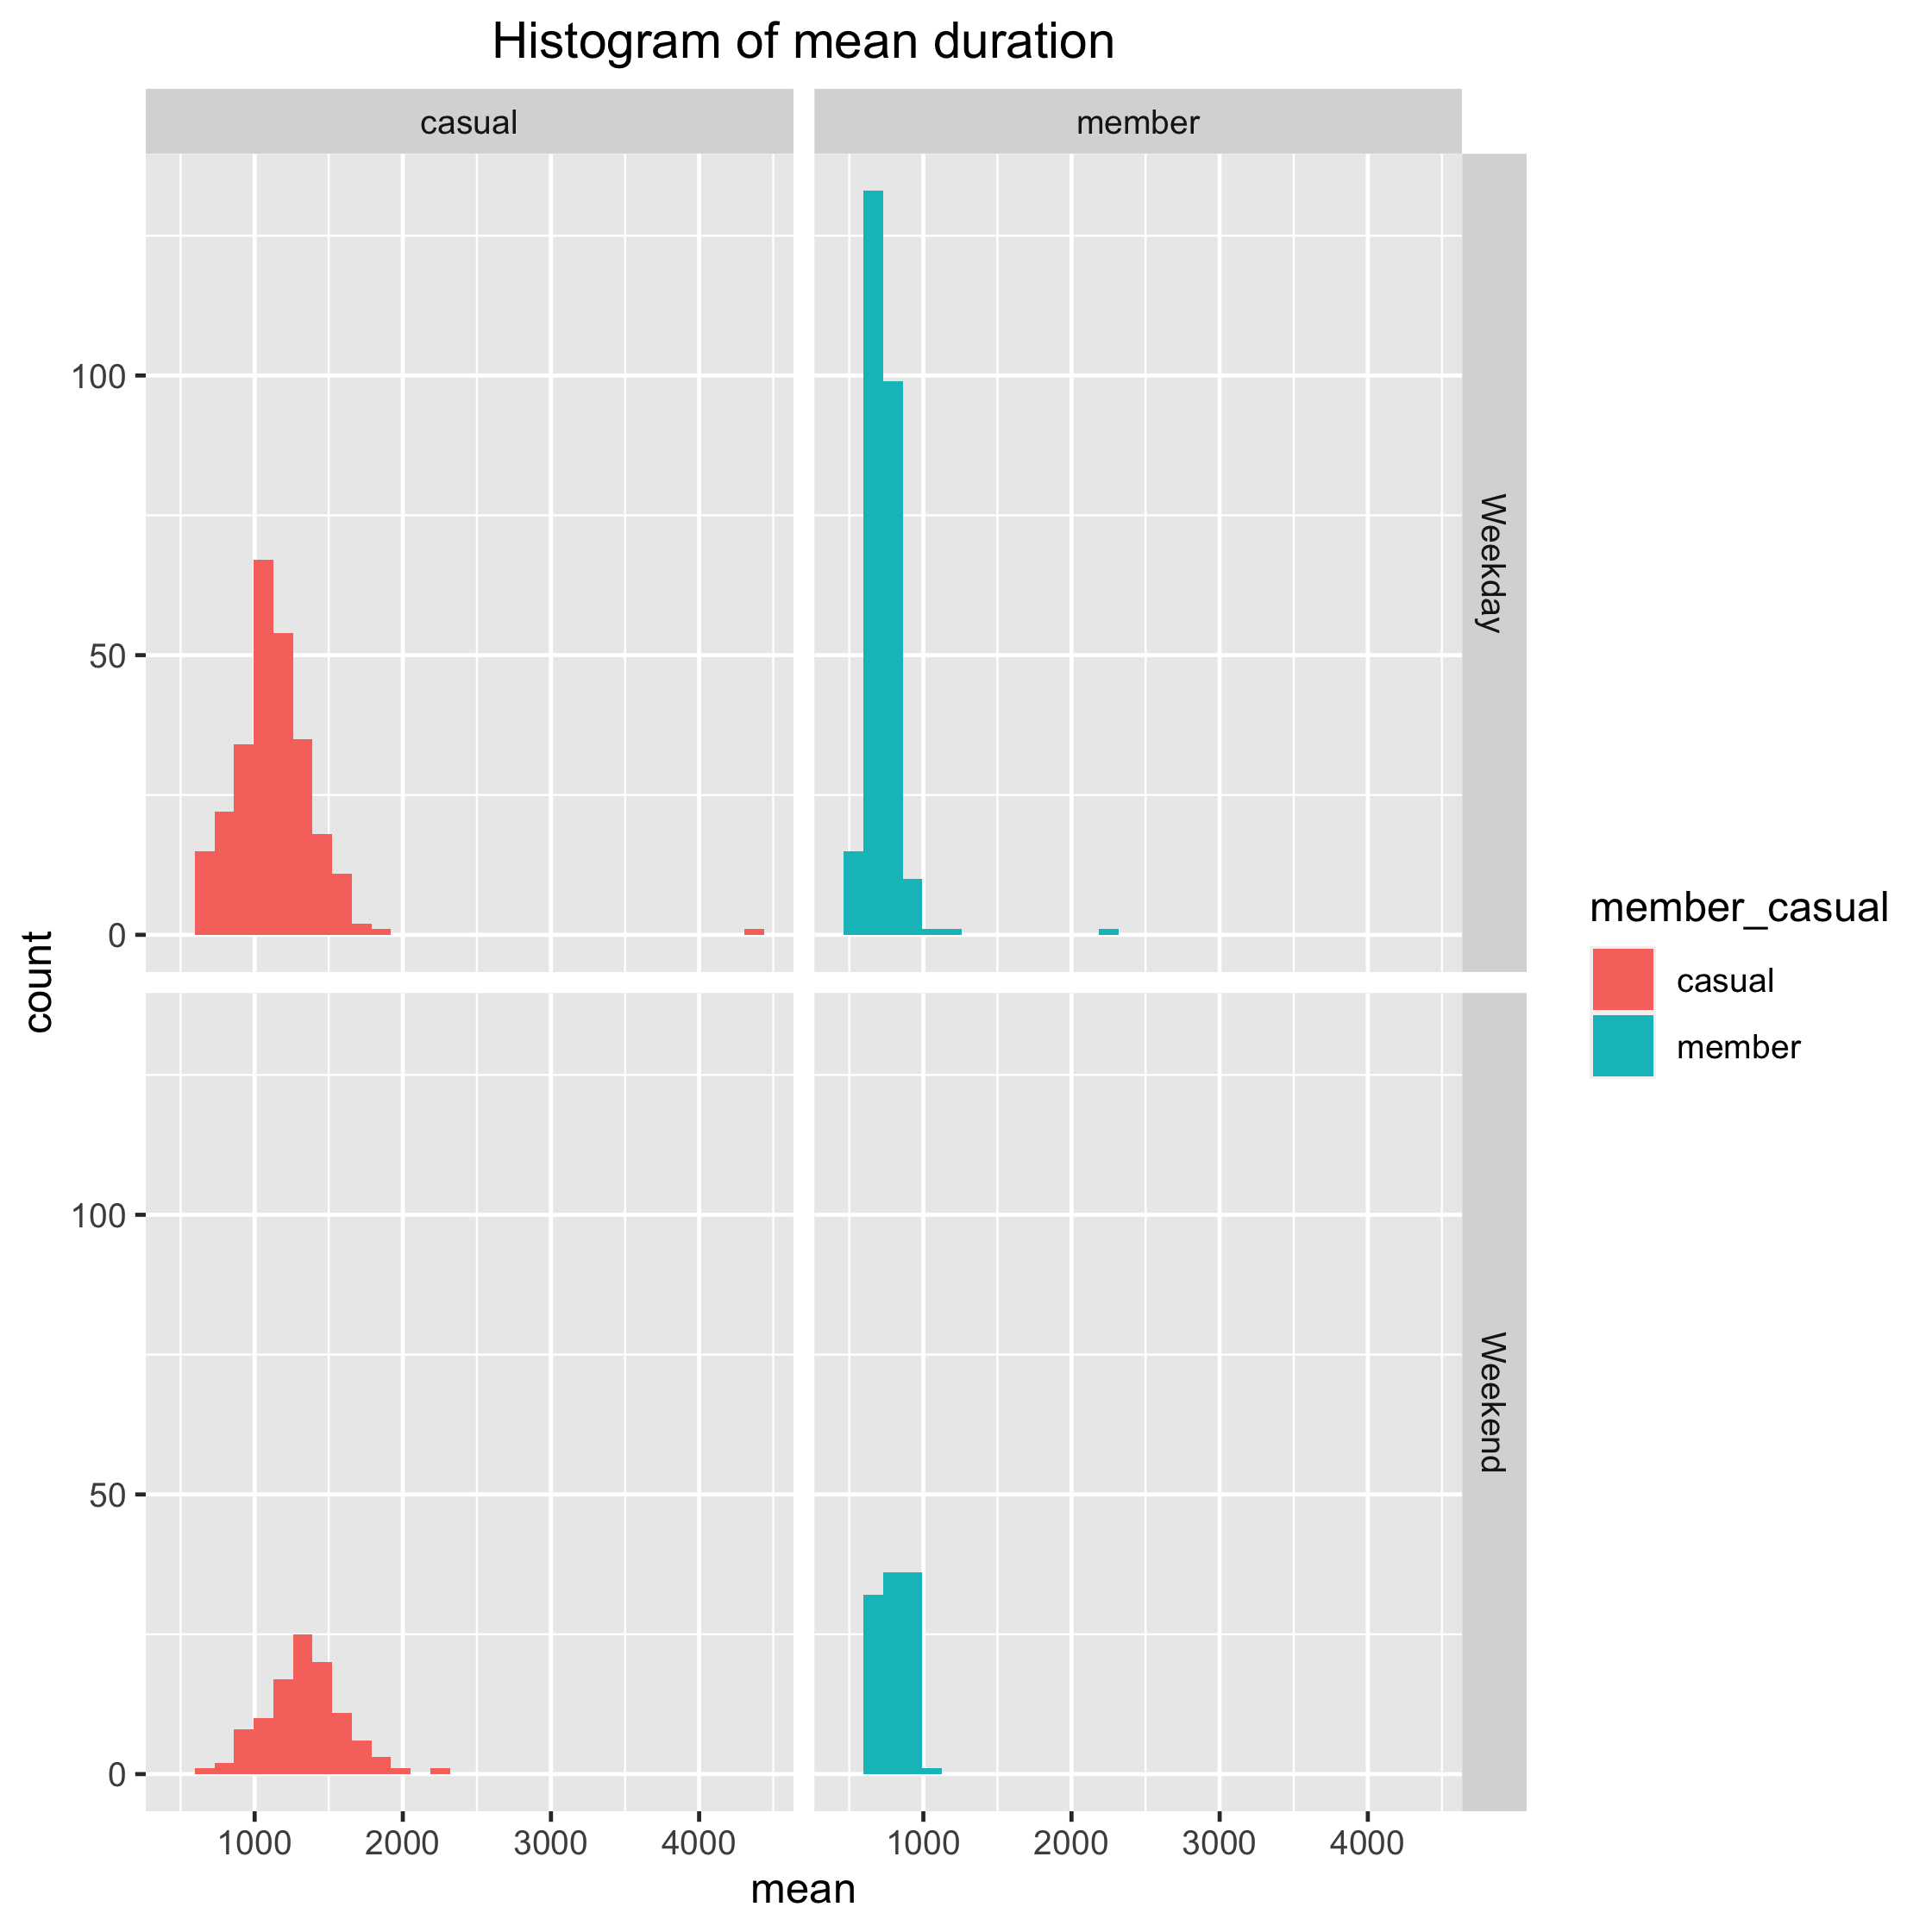 Histogram of mean duration
casual
member
100
50
0
Weekday
100
50
0
Weekend
count
1000
2000
3000
4000
1000
2000
3000
4000
mean
member_casual
casual
member